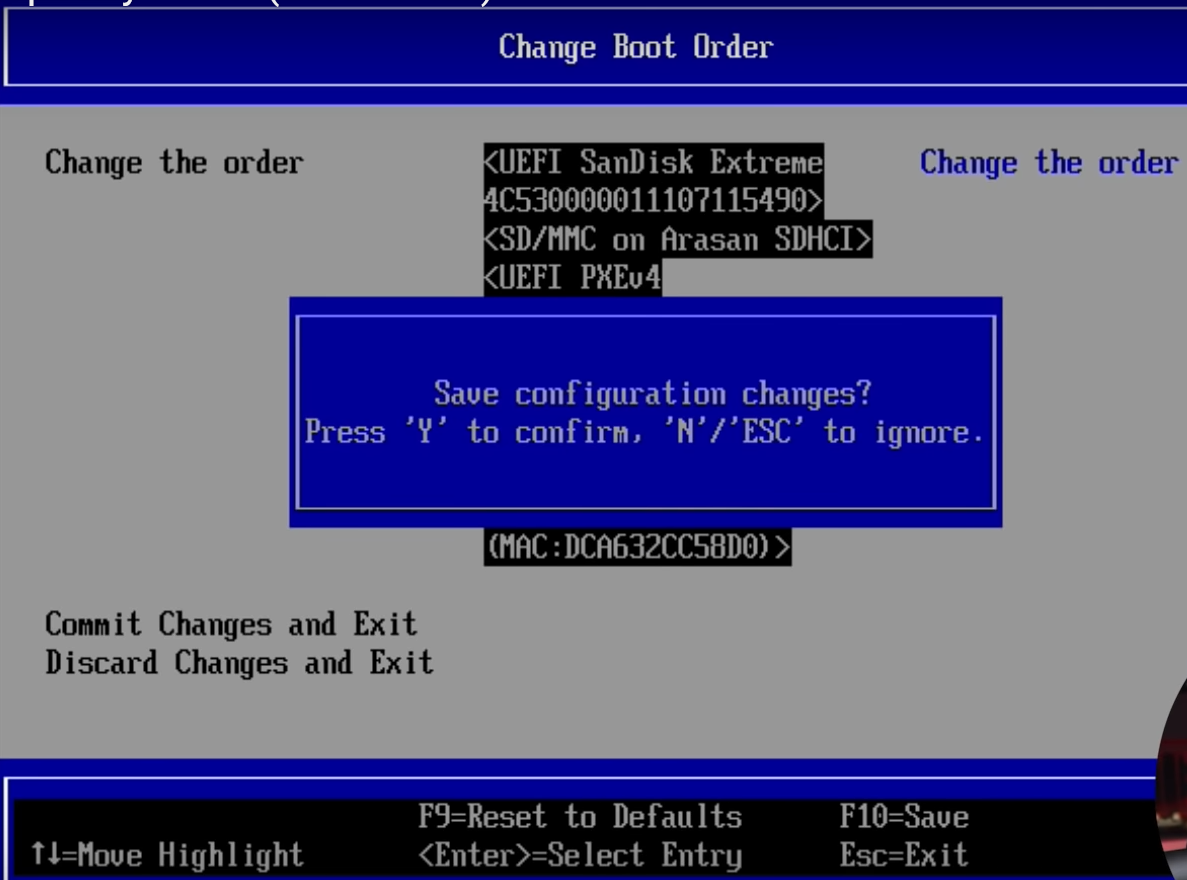 Change Boot Order
Change the order
<UEFI SanDisk Extreme
4C530000011107115490>
<SD/MMC on Arasan SDHCI>
<UEFI PXEv4
Change the order
Save configuration changes?
Press 'Y' to confirm, 'N'/'ESC' to ignore.
(MAC:DCA632CC58D0)>
Commit Changes and Exit
Discard Changes and Exit
F9=Reset to Defaults F10=Save
↑↓=Move Highlight <Enter>=Select Entry Esc=Exit